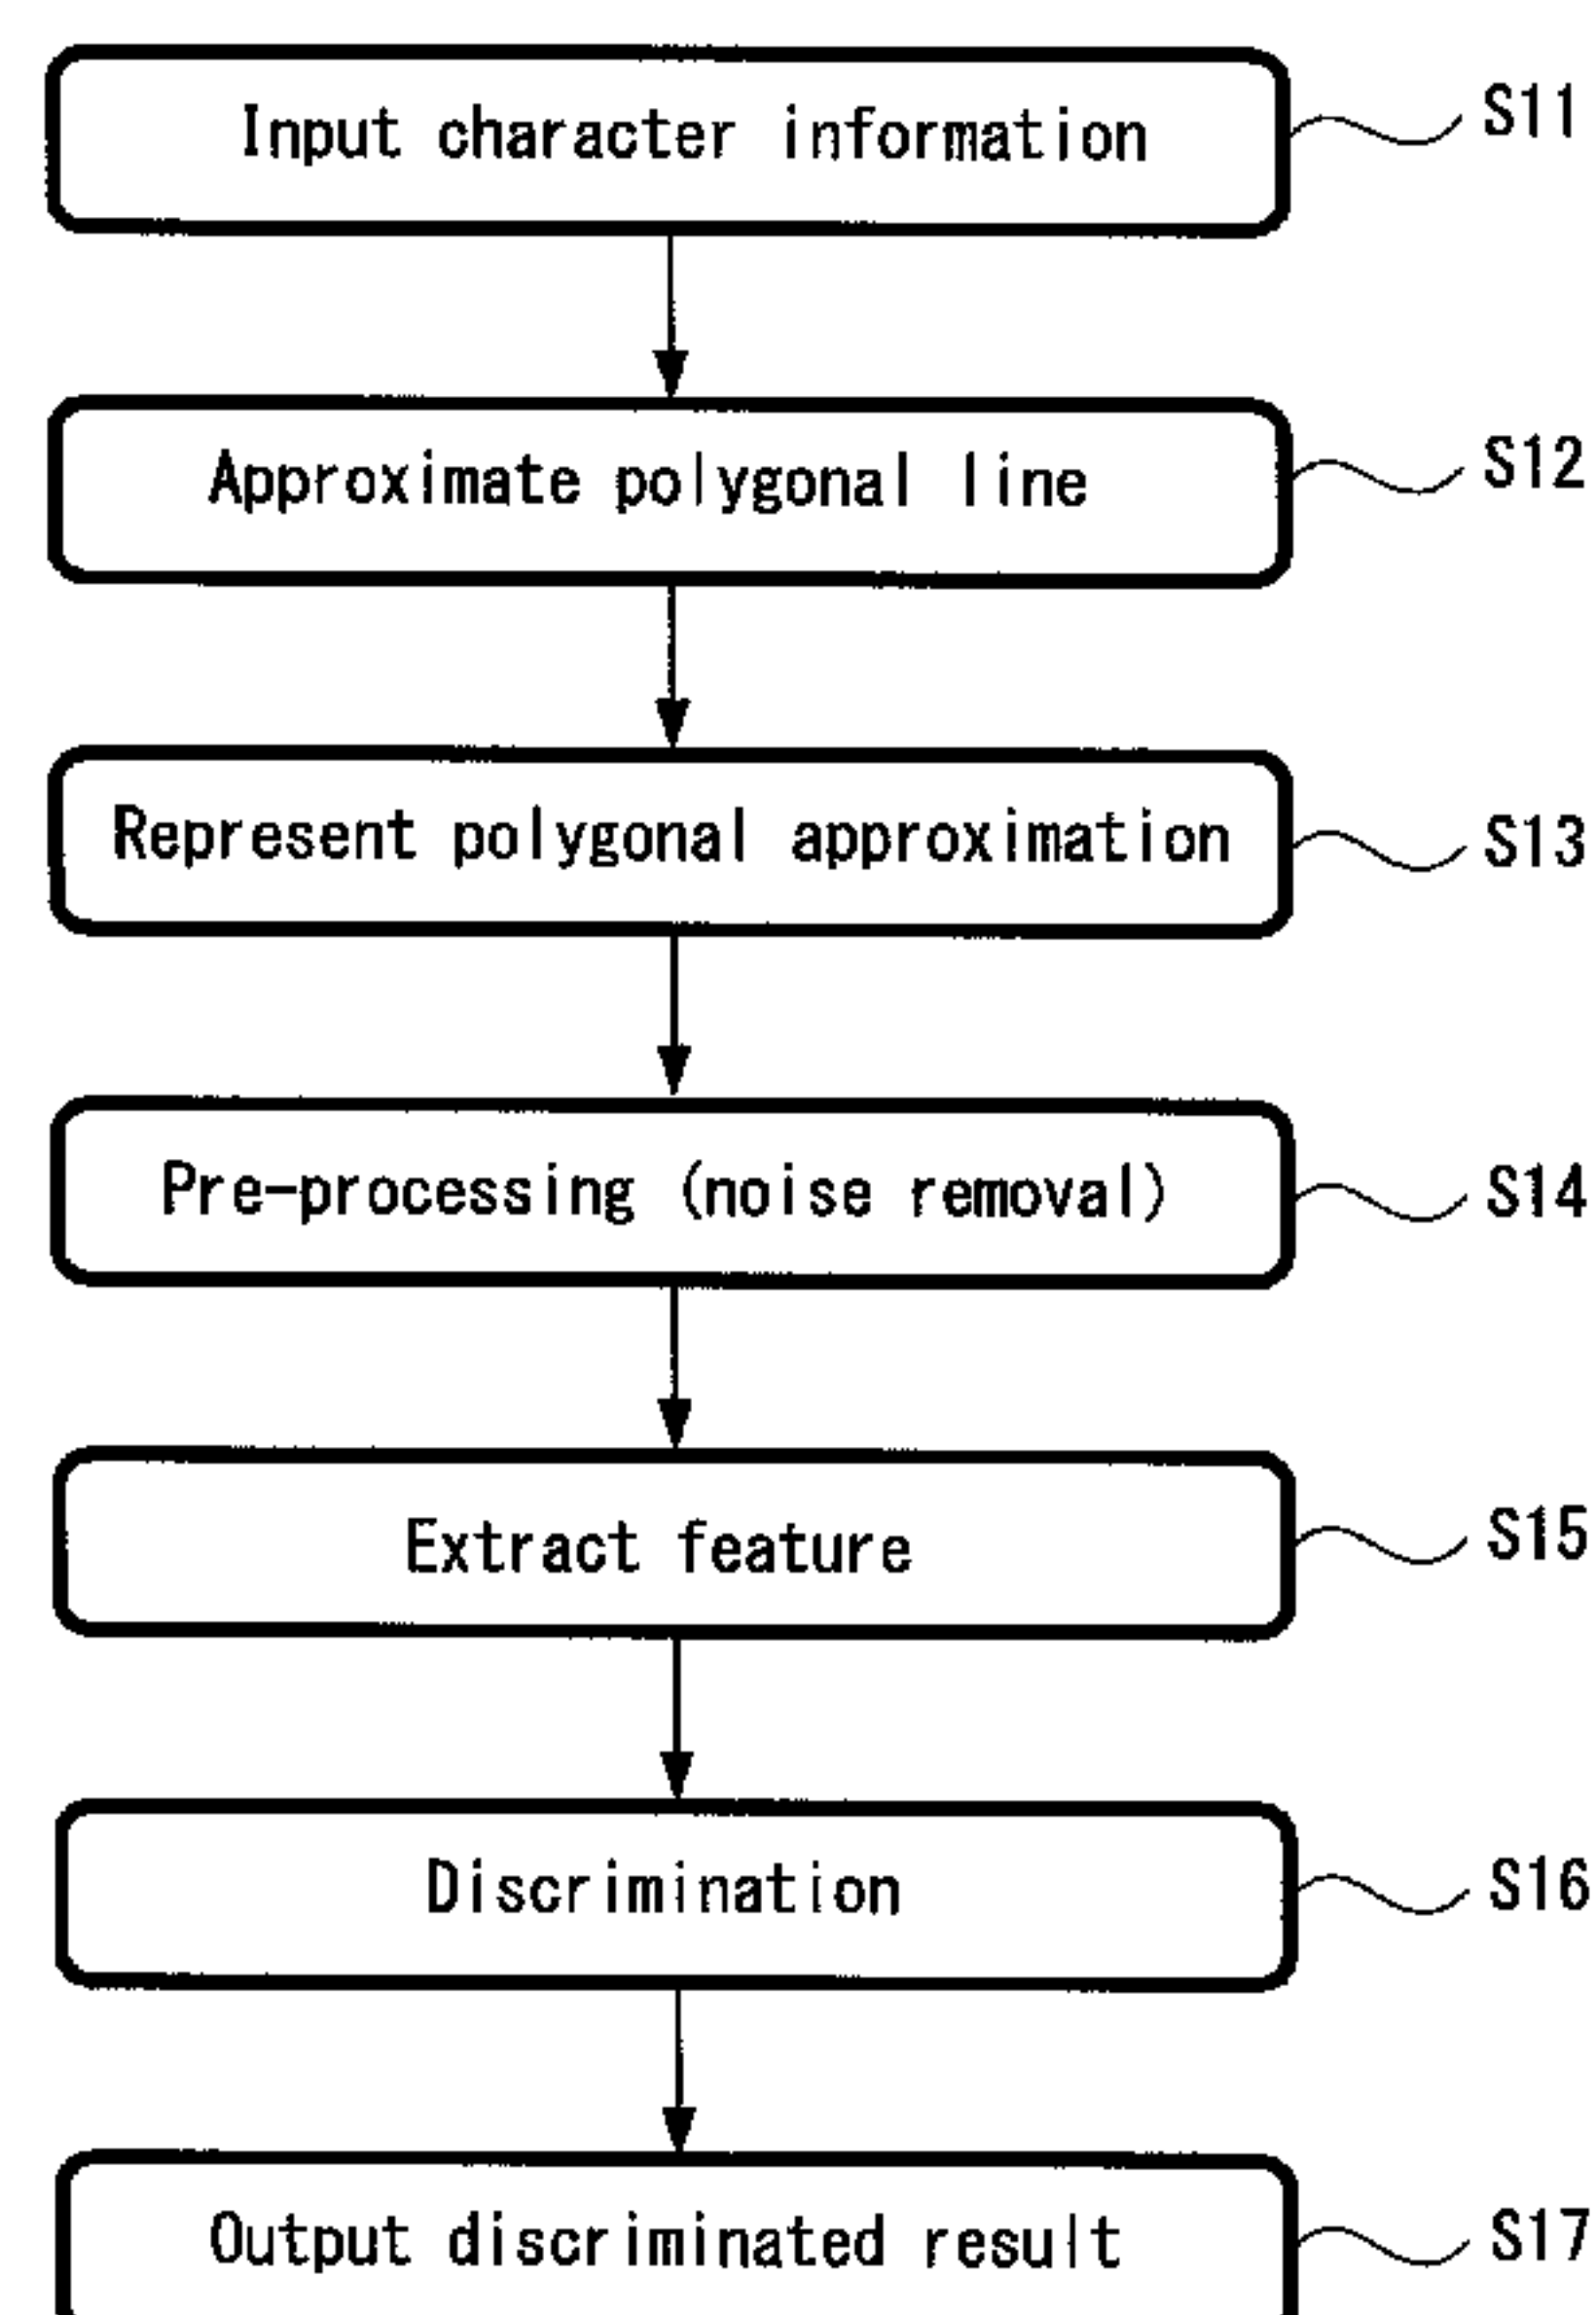 Input character information S11
Approximate polygonal line S12
Represent polygonal approximation S13
Pre-processing (noise removal) S14
Extract feature S15
Discrimination S16
Output discriminated result S17